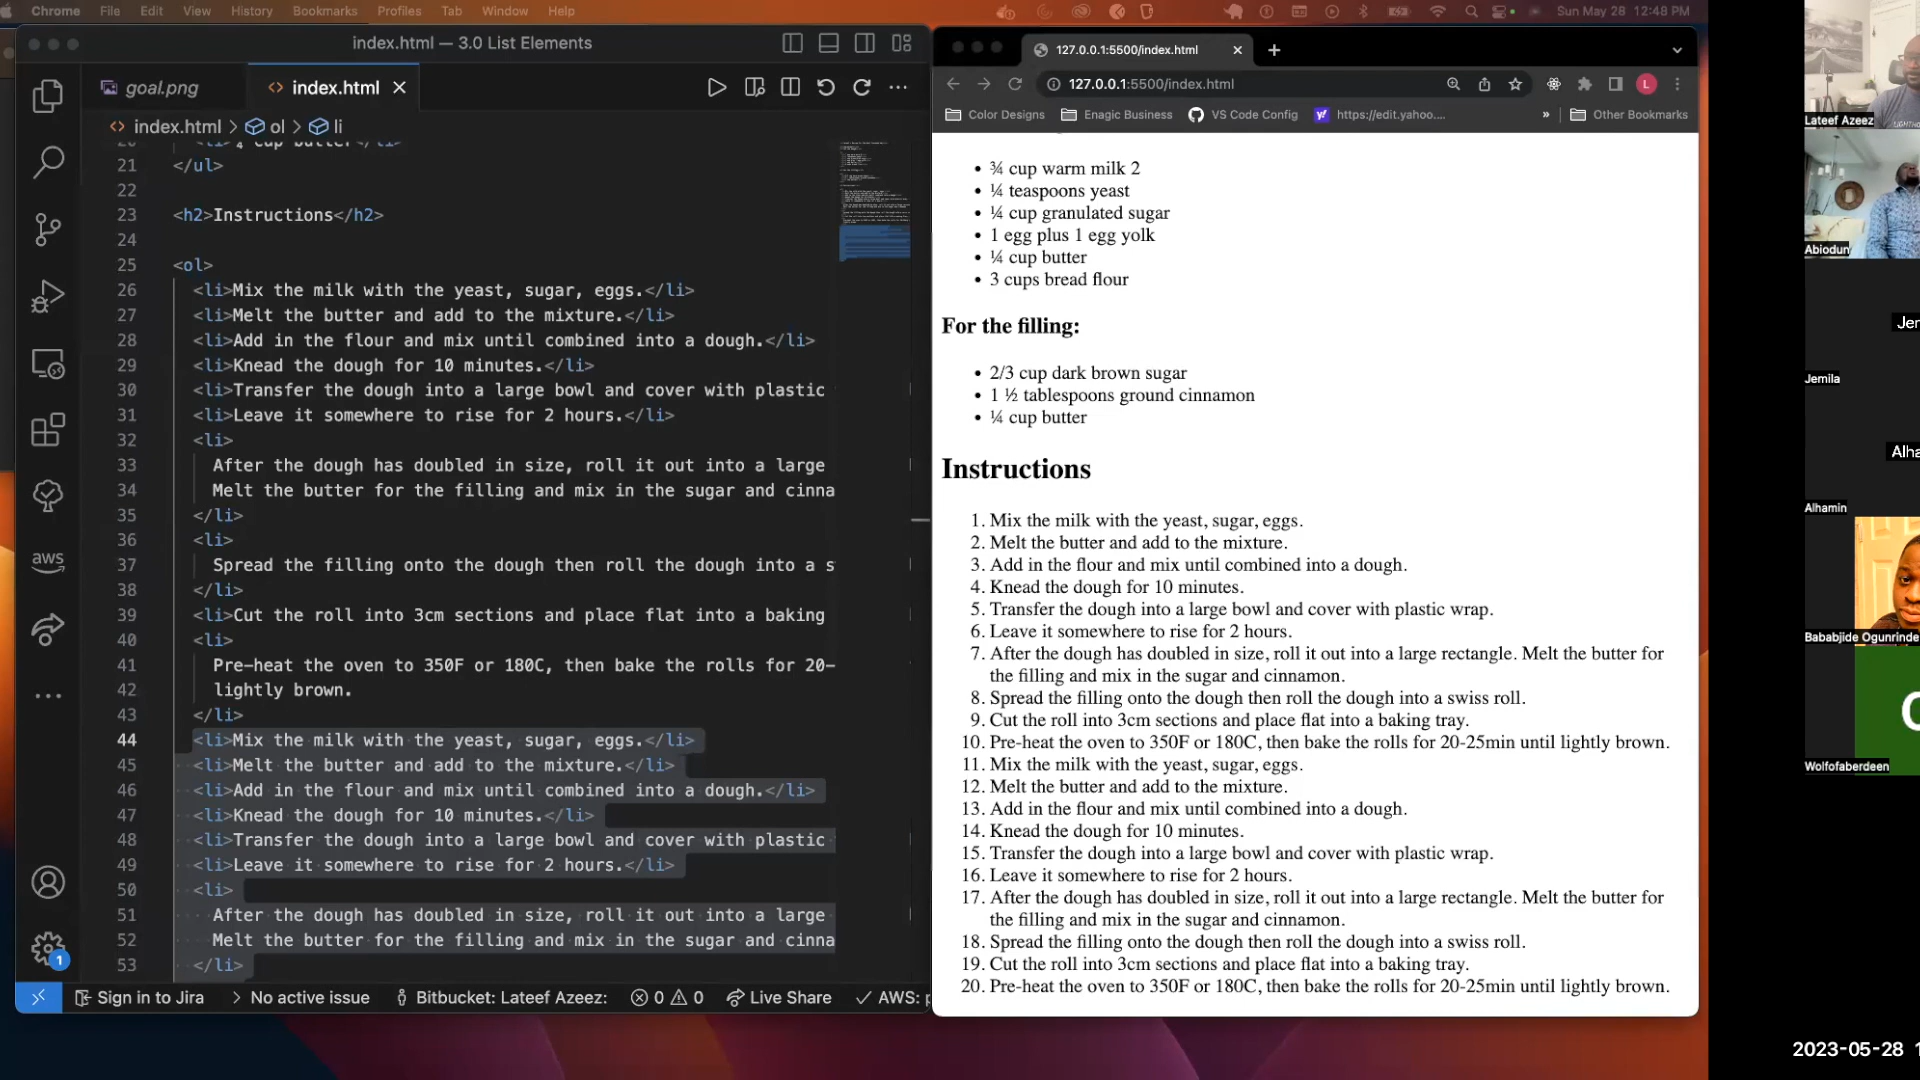 Chrome File Edit View History Bookmarks Profiles Tab Window Help
Sun May 28 12:48 PM
index.html — 3.0 List Elements
goal.png
index.html
index.html > ol > li
21 </ul>
22
23 <h2>Instructions</h2>
24
25 <ol>
26 <li>Mix the milk with the yeast, sugar, eggs.</li>
27 <li>Melt the butter and add to the mixture.</li>
28 <li>Add in the flour and mix until combined into a dough.</li>
29 <li>Knead the dough for 10 minutes.</li>
30 <li>Transfer the dough into a large bowl and cover with plastic
31 <li>Leave it somewhere to rise for 2 hours.</li>
32 <li>
33 After the dough has doubled in size, roll it out into a large
34 Melt the butter for the filling and mix in the sugar and cinna
35 </li>
36 <li>
37 Spread the filling onto the dough then roll the dough into a s
38 </li>
39 <li>Cut the roll into 3cm sections and place flat into a baking
40 <li>
41 Pre-heat the oven to 350F or 180C, then bake the rolls for 20-
42 lightly brown.
43 </li>
44 <li>Mix the milk with the yeast, sugar, eggs.</li>
45 <li>Melt the butter and add to the mixture.</li>
46 <li>Add in the flour and mix until combined into a dough.</li>
47 <li>Knead the dough for 10 minutes.</li>
48 <li>Transfer the dough into a large bowl and cover with plastic
49 <li>Leave it somewhere to rise for 2 hours.</li>
50 <li>
51 After the dough has doubled in size, roll it out into a large
52 Melt the butter for the filling and mix in the sugar and cinna
53 </li>
aws
1
Sign in to Jira > No active issue Bitbucket: Lateef Azeez: 0 0 Live Share AWS: p
127.0.0.1:5500/index.html
127.0.0.1:5500/index.html
L
Color Designs Enagic Business VS Code Config https://edit.yahoo.... » Other Bookmarks
• ¾ cup warm milk 2
• ¼ teaspoons yeast
• ¼ cup granulated sugar
• 1 egg plus 1 egg yolk
• ¼ cup butter
• 3 cups bread flour
For the filling:
• 2/3 cup dark brown sugar
• 1 ½ tablespoons ground cinnamon
• ¼ cup butter
Instructions
1. Mix the milk with the yeast, sugar, eggs.
2. Melt the butter and add to the mixture.
3. Add in the flour and mix until combined into a dough.
4. Knead the dough for 10 minutes.
5. Transfer the dough into a large bowl and cover with plastic wrap.
6. Leave it somewhere to rise for 2 hours.
7. After the dough has doubled in size, roll it out into a large rectangle. Melt the butter for
the filling and mix in the sugar and cinnamon.
8. Spread the filling onto the dough then roll the dough into a swiss roll.
9. Cut the roll into 3cm sections and place flat into a baking tray.
10. Pre-heat the oven to 350F or 180C, then bake the rolls for 20-25min until lightly brown.
11. Mix the milk with the yeast, sugar, eggs.
12. Melt the butter and add to the mixture.
13. Add in the flour and mix until combined into a dough.
14. Knead the dough for 10 minutes.
15. Transfer the dough into a large bowl and cover with plastic wrap.
16. Leave it somewhere to rise for 2 hours.
17. After the dough has doubled in size, roll it out into a large rectangle. Melt the butter for
the filling and mix in the sugar and cinnamon.
18. Spread the filling onto the dough then roll the dough into a swiss roll.
19. Cut the roll into 3cm sections and place flat into a baking tray.
20. Pre-heat the oven to 350F or 180C, then bake the rolls for 20-25min until lightly brown.
Lateef Azeez
Abiodun
Jer
Jemila
Alha
Alhamin
Bababjide Ogunrinde
Wolfofaberdeen
2023-05-28 1